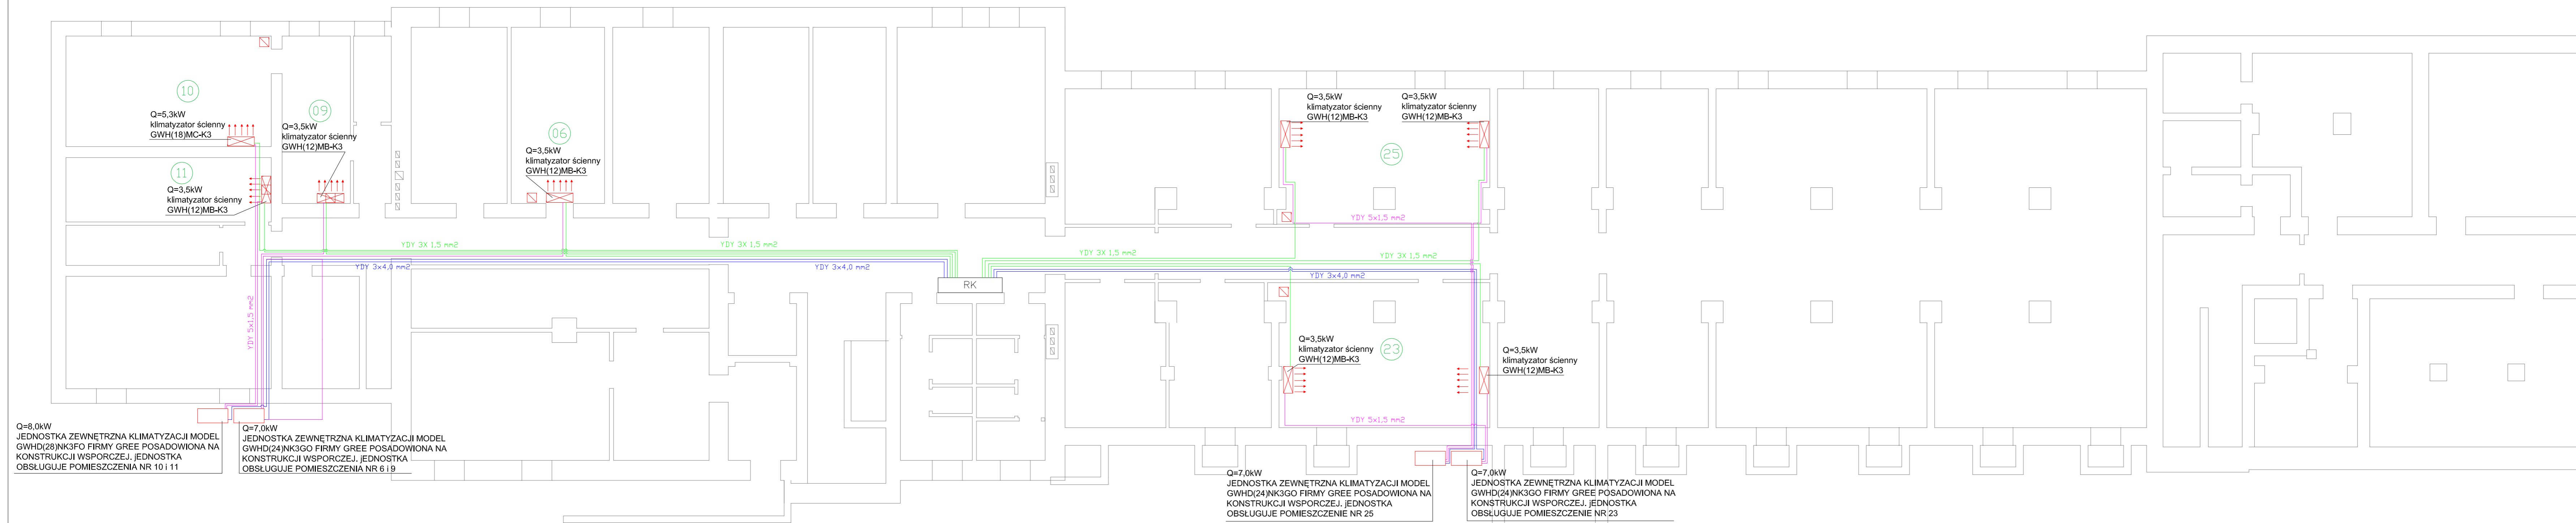 10
Q=5,3kW
klimatyzator ścienny
GWH(18)MC-K3
09
Q=3,5kW
klimatyzator ścienny
GWH(12)MB-K3
11
Q=3,5kW
klimatyzator ścienny
GWH(12)MB-K3
06
Q=3,5kW
klimatyzator ścienny
GWH(12)MB-K3
Q=3,5kW
klimatyzator ścienny
GWH(12)MB-K3
Q=3,5kW
klimatyzator ścienny
GWH(12)MB-K3
25
YDY 5x1,5 mm2
YDY 3X 1,5 mm2
YDY 3X 1,5 mm2
YDY 3X 1,5 mm2
YDY 3X 1,5 mm2
YDY 3x4,0 mm2
YDY 3x4,0 mm2
YDY 3x4,0 mm2
RK
YDY 5x1,5 mm2
Q=3,5kW
klimatyzator ścienny
GWH(12)MB-K3
23
Q=3,5kW
klimatyzator ścienny
GWH(12)MB-K3
YDY 5x1,5 mm2
Q=8,0kW
JEDNOSTKA ZEWNĘTRZNA KLIMATYZACJI MODEL
GWHD(28)NK3FO FIRMY GREE POSADOWIONA NA
KONSTRUKCJI WSPORCZEJ. jEDNOSTKA
OBSŁUGUJE POMIESZCZENIA NR 10 i 11
Q=7,0kW
JEDNOSTKA ZEWNĘTRZNA KLIMATYZACJI MODEL
GWHD(24)NK3GO FIRMY GREE POSADOWIONA NA
KONSTRUKCJI WSPORCZEJ. jEDNOSTKA
OBSŁUGUJE POMIESZCZENIA NR 6 i 9
Q=7,0kW
JEDNOSTKA ZEWNĘTRZNA KLIMATYZACJI MODEL
GWHD(24)NK3GO FIRMY GREE POSADOWIONA NA
KONSTRUKCJI WSPORCZEJ. jEDNOSTKA
OBSŁUGUJE POMIESZCZENIE NR 25
Q=7,0kW
JEDNOSTKA ZEWNĘTRZNA KLIMATYZACJI MODEL
GWHD(24)NK3GO FIRMY GREE POSADOWIONA NA
KONSTRUKCJI WSPORCZEJ. jEDNOSTKA
OBSŁUGUJE POMIESZCZENIE NR 23